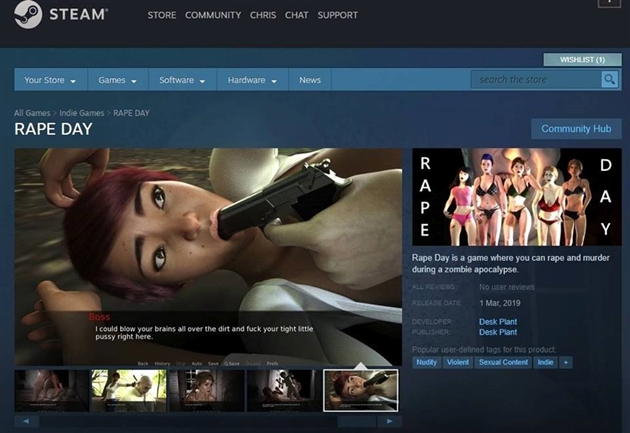 STEAM®
STORE COMMUNITY CHRIS CHAT SUPPORT
WISHLIST (1)
Your Store Games Software Hardware News search the store
All Games > Indie Games > RAPE DAY
RAPE DAY
Community Hub
RAPE DAY
Rape Day is a game where you can rape and murder
during a zombie apocalypse.
ALL REVIEWS: No user reviews
RELEASE DATE: 1 Mar, 2019
DEVELOPER: Desk Plant
PUBLISHER: Desk Plant
Popular user-defined tags for this product:
Nudity Violent Sexual Content Indie +
Boss
I could blow your brains all over the dirt and fuck your tight little
pussy right here.
Back History Skip Auto Save Q.Save Q.Load Prefs